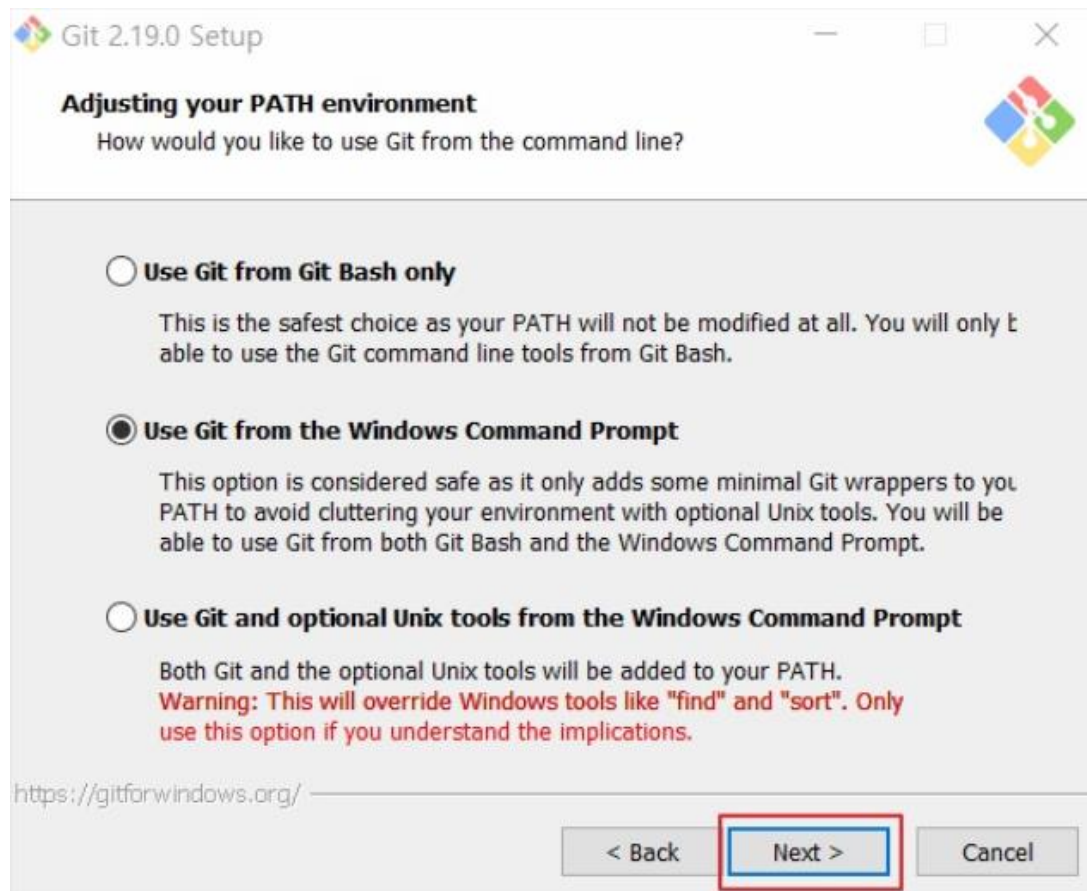 Git 2.19.0 Setup
Adjusting your PATH environment
How would you like to use Git from the command line?
Use Git from Git Bash only
This is the safest choice as your PATH will not be modified at all. You will only
able to use the Git command line tools from Git Bash.
Use Git from the Windows Command Prompt
This option is considered safe as it only adds some minimal Git wrappers to
PATH to avoid cluttering your environment with optional Unix tools. You will be
able to use Git from both Git Bash and the Windows Command Prompt.
Use Git and optional Unix tools from the Windows Command Prompt
Both Git and the optional Unix tools will be added to your PATH.
Warning: This will override Windows tools like "find" and "sort". Only
use this option if you understand the implications.
https://gitforwindows.org/
< Back Next > Cancel